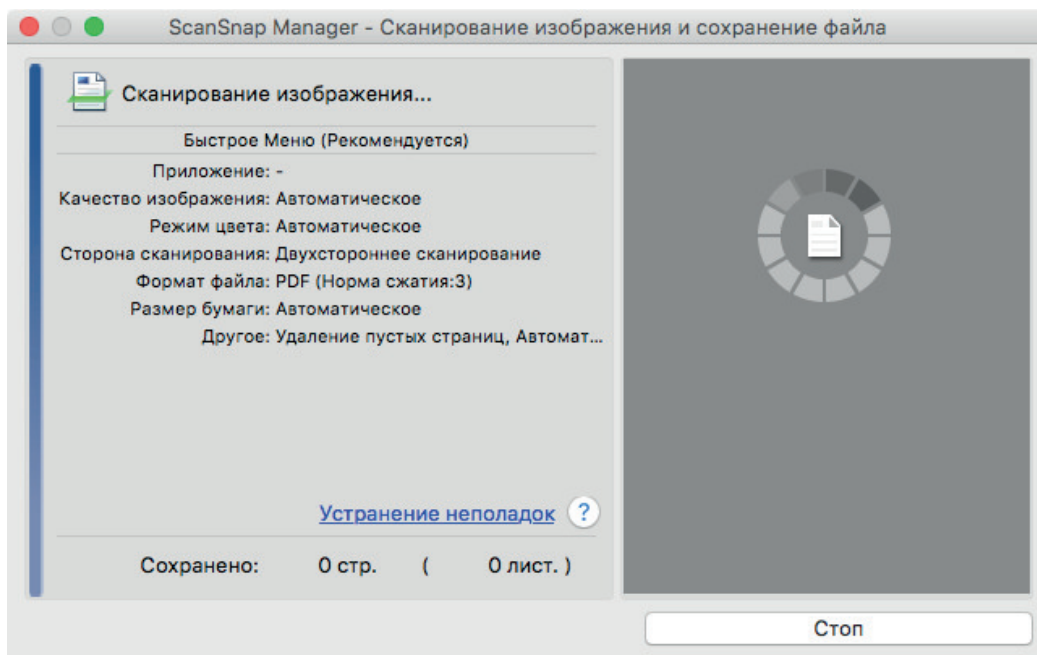 ScanSnap Manager - Сканирование изображения и сохранение файла
Сканирование изображения...
Быстрое Меню (Рекомендуется)
Приложение: -
Качество изображения: Автоматическое
Режим цвета: Автоматическое
Сторона сканирования: Двухстороннее сканирование
Формат файла: PDF (Норма сжатия:3)
Размер бумаги: Автоматическое
Другое: Удаление пустых страниц, Автомат...
Устранение неполадок ?
Сохранено: 0 стр. ( 0 лист. )
Стоп